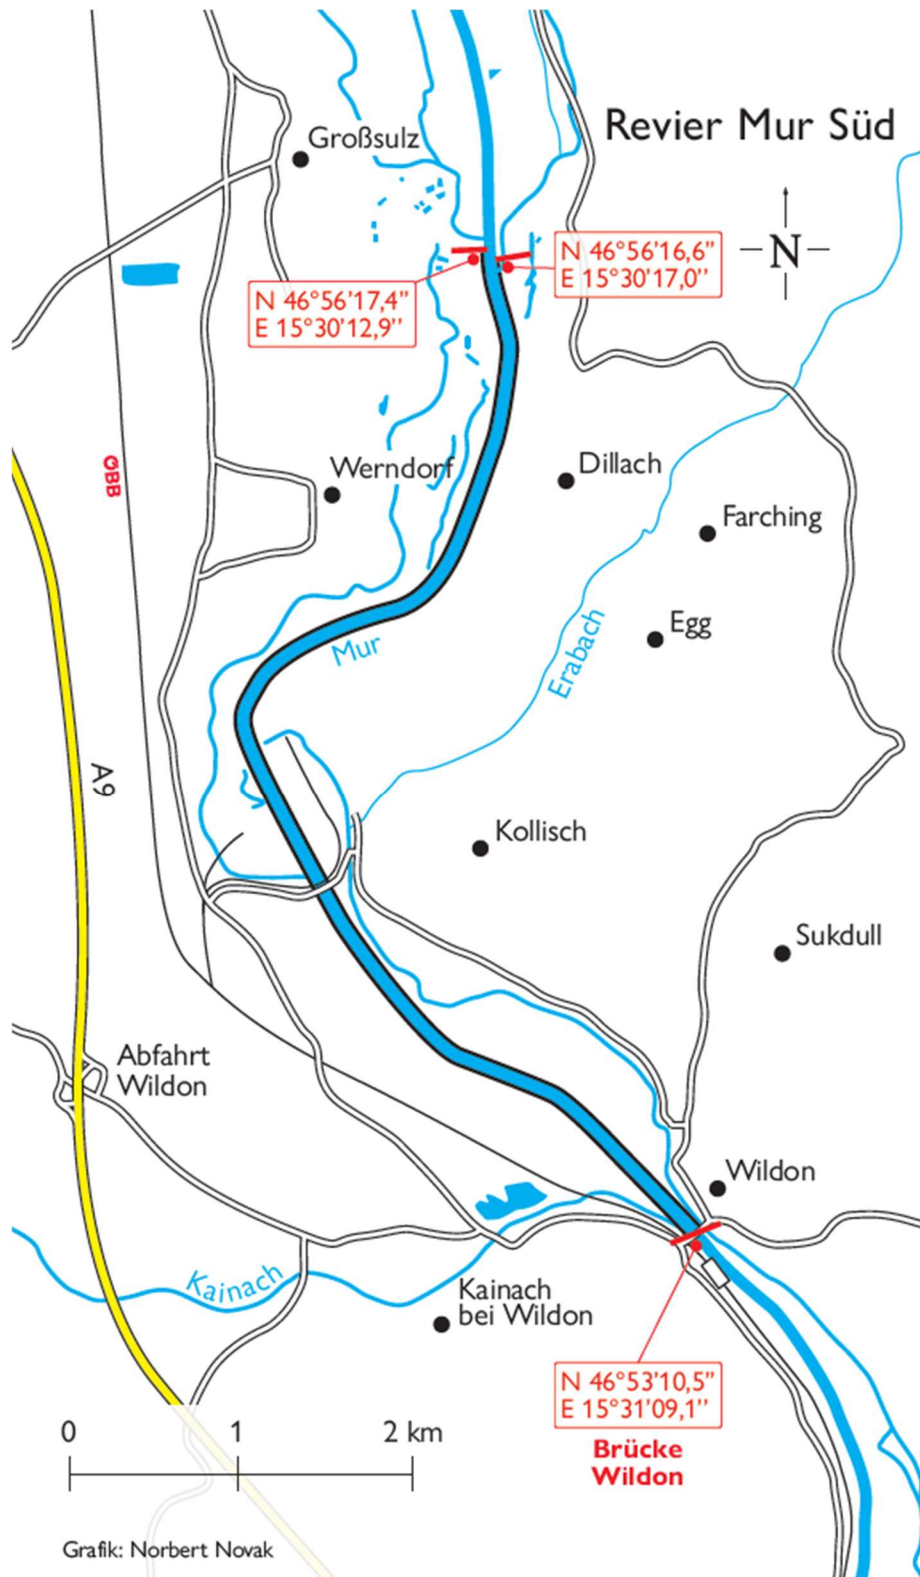 Großsulz
Revier Mur Süd
N
N 46°56'16,6"
E 15°30'17,0''
N 46°56'17,4"
E 15°30'12,9''
ÖBB
Werndorf
Dillach
Farching
Egg
Mur
Erabach
A9
Kollisch
Sukdull
Abfahrt
Wildon
Wildon
Kainach
Kainach
bei Wildon
N 46°53'10,5"
E 15°31'09,1''
Brücke
Wildon
0 1 2 km
Grafik: Norbert Novak